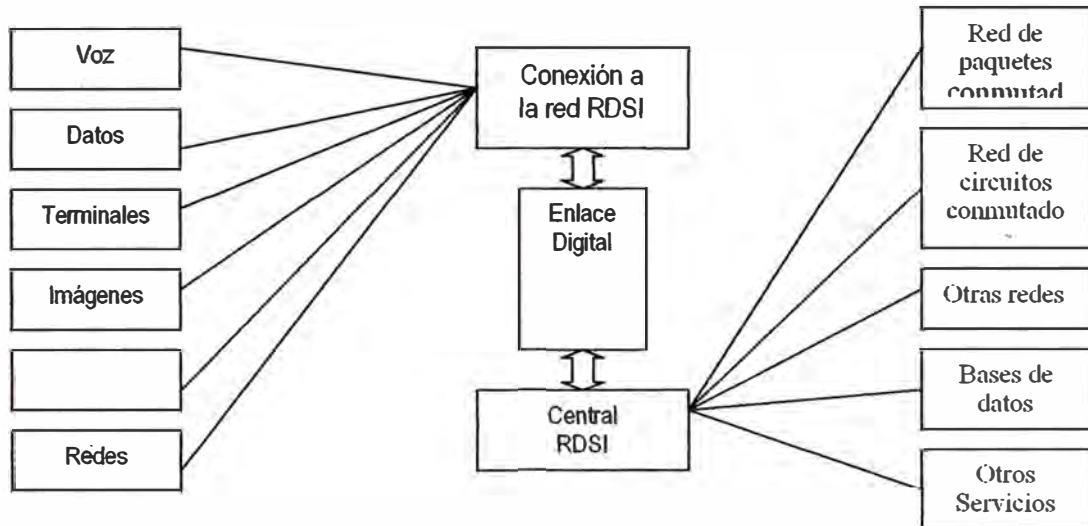 Voz
Datos
Terminales
Imágenes
Redes
Conexión a
la red RDSI
Enlace
Digital
Central
RDSI
Red de
paquetes
conmutad
Red de
circuitos
conmutado
Otras redes
Bases de
datos
Otros
Servicios